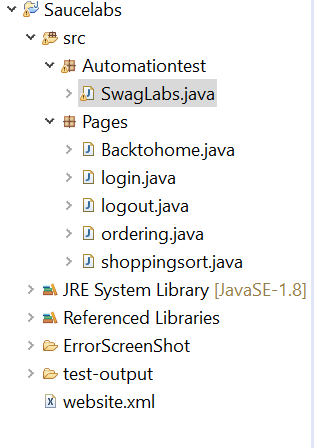 Saucelabs
src
Automationtest
SwagLabs.java
Pages
Backtohome.java
login.java
logout.java
ordering.java
shoppingsort.java
JRE System Library [JavaSE-1.8]
Referenced Libraries
ErrorScreenShot
test-output
website.xml